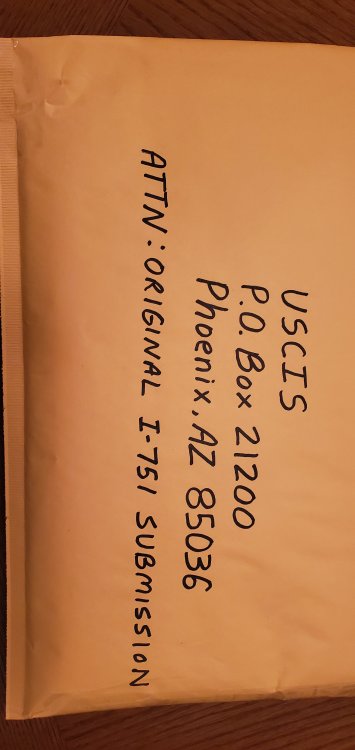 USCIS
P.O. Box 21200
Phoenix, AZ 85036
ATTN: ORIGINAL I-751 SUBMISSION